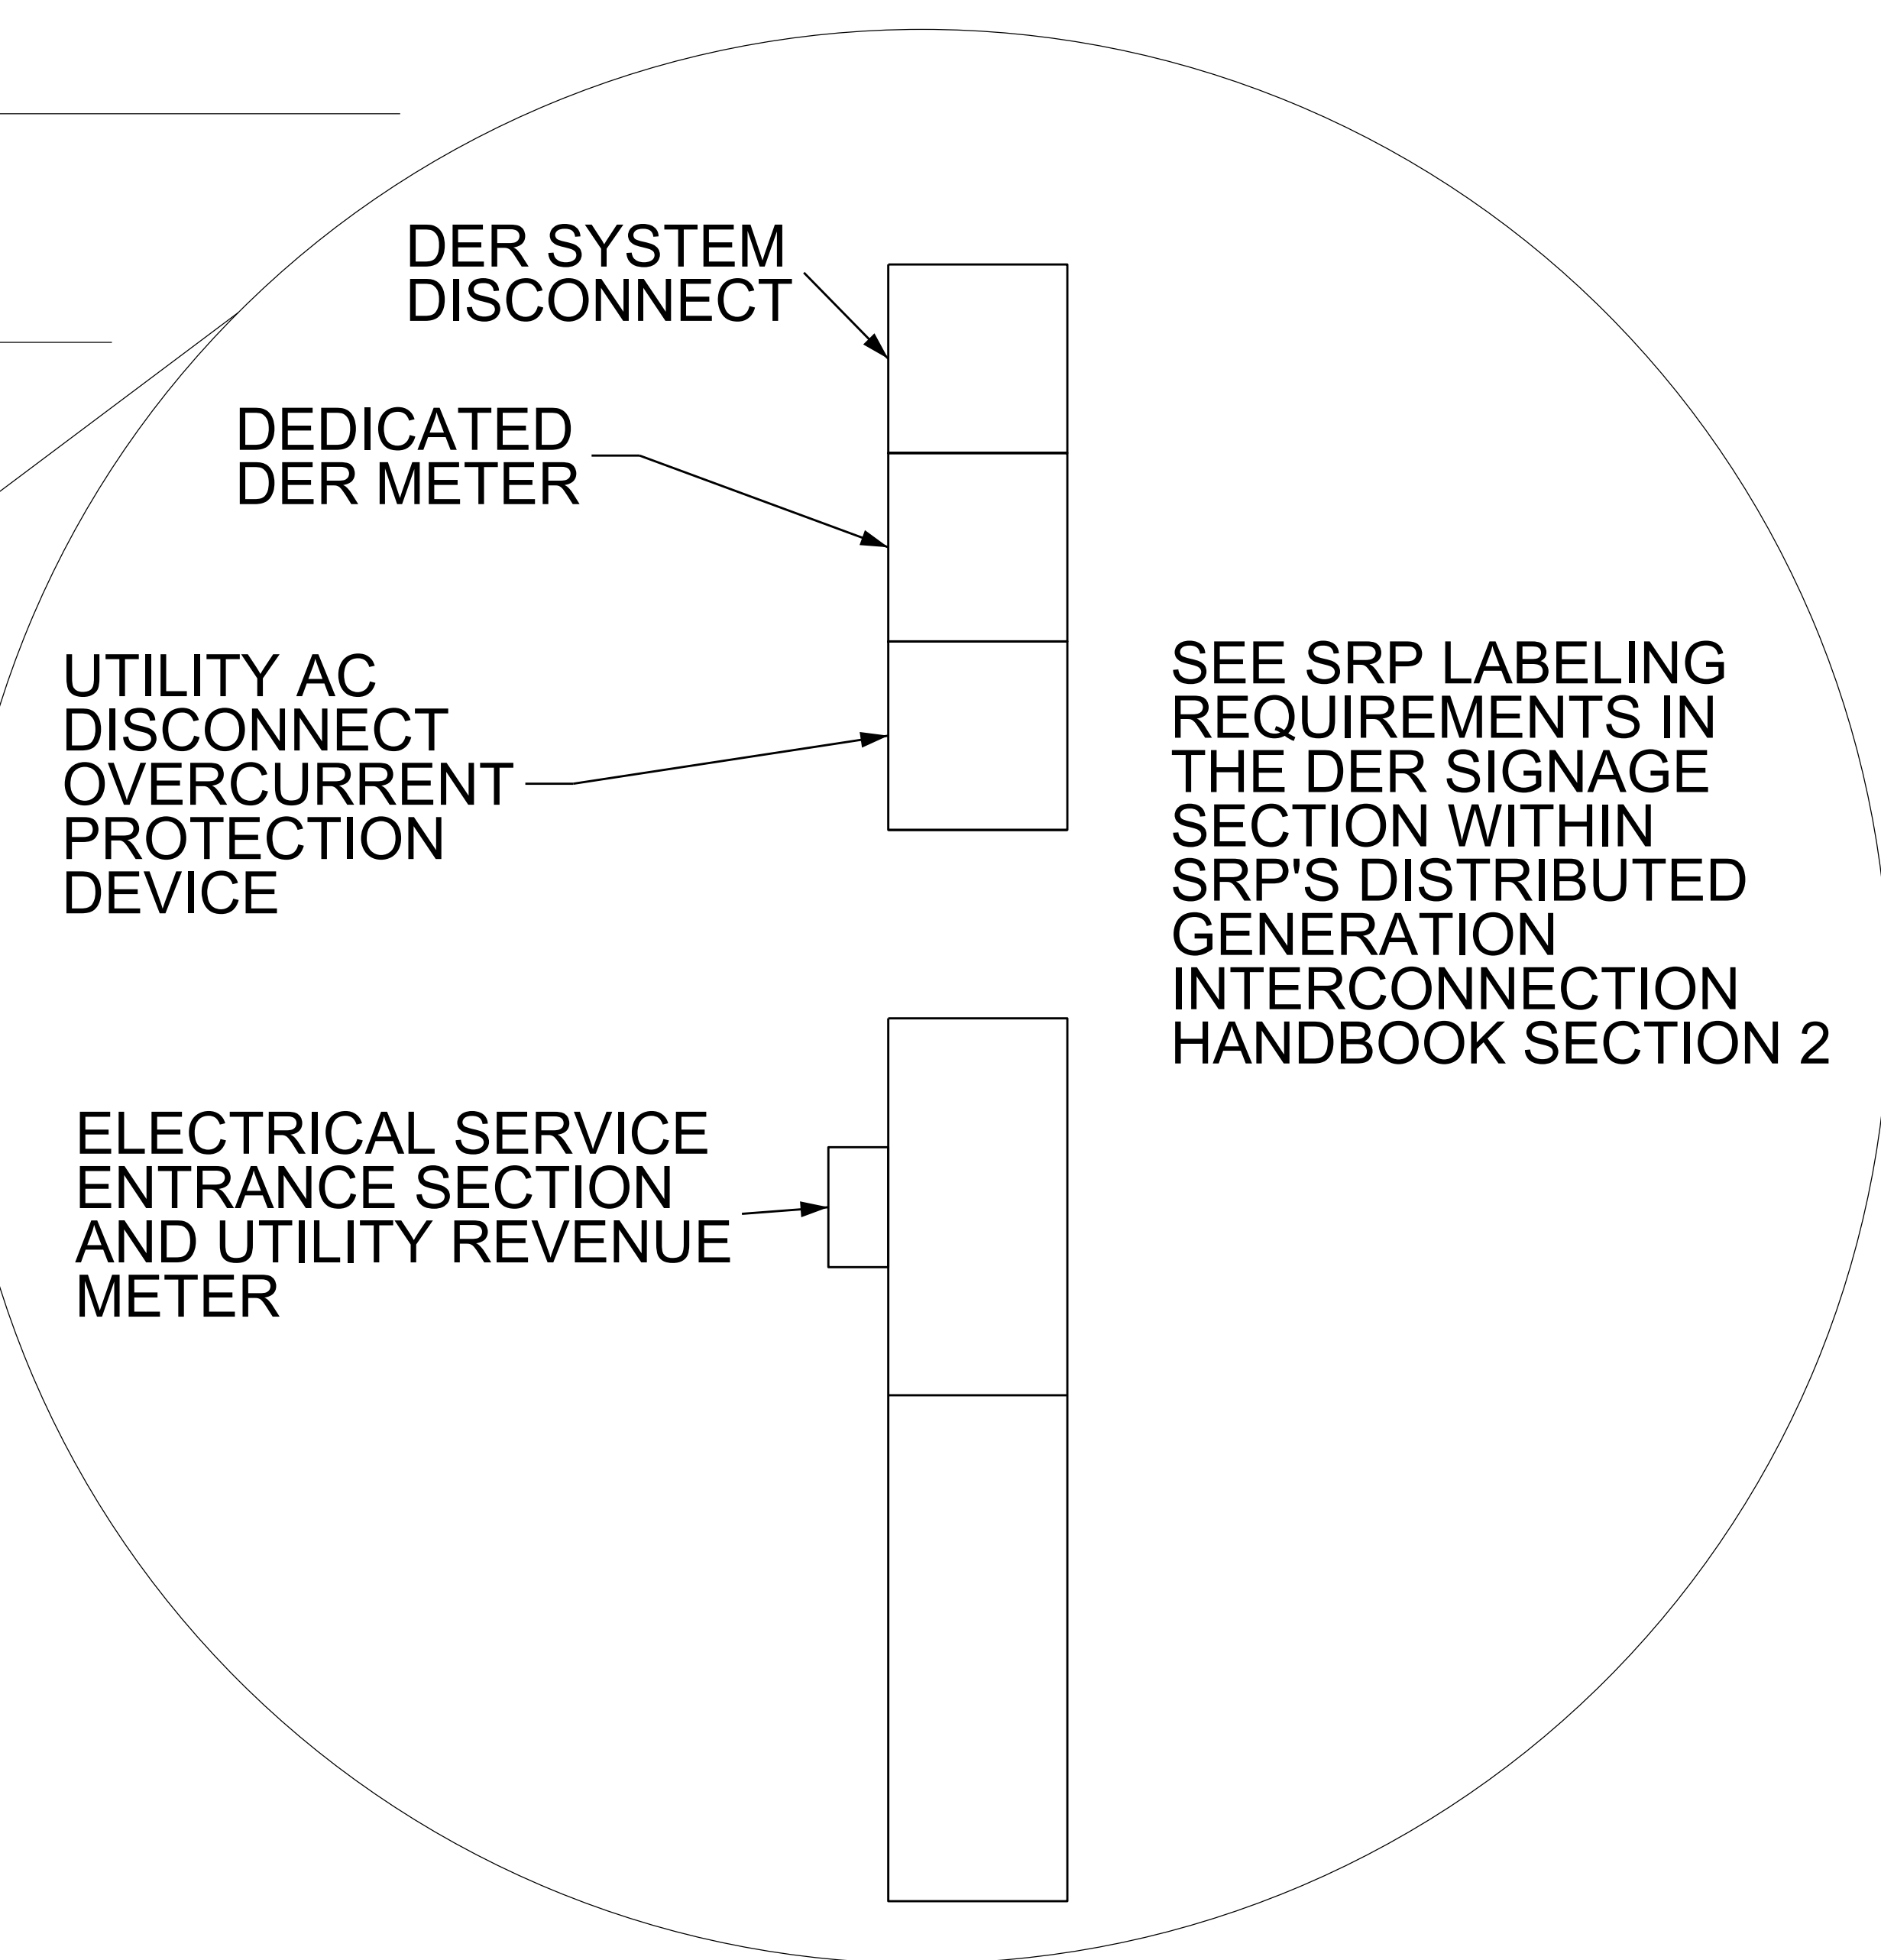 DER SYSTEM
DISCONNECT
DEDICATED
DER METER
UTILITY AC
DISCONNECT
OVERCURRENT
PROTECTION
DEVICE
SEE SRP LABELING
REQUIREMENTS IN
THE DER SIGNAGE
SECTION WITHIN
SRP'S DISTRIBUTED
GENERATION
INTERCONNECTION
HANDBOOK SECTION 2
ELECTRICAL SERVICE
ENTRANCE SECTION
AND UTILITY REVENUE
METER